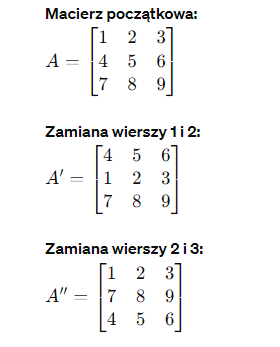 Macierz początkowa:
1 2 3
A = 4 5 6
7 8 9
Zamiana wierszy 1 i 2:
4 5 6
A′ = 1 2 3
7 8 9
Zamiana wierszy 2 i 3:
1 2 3
A″ = 7 8 9
4 5 6